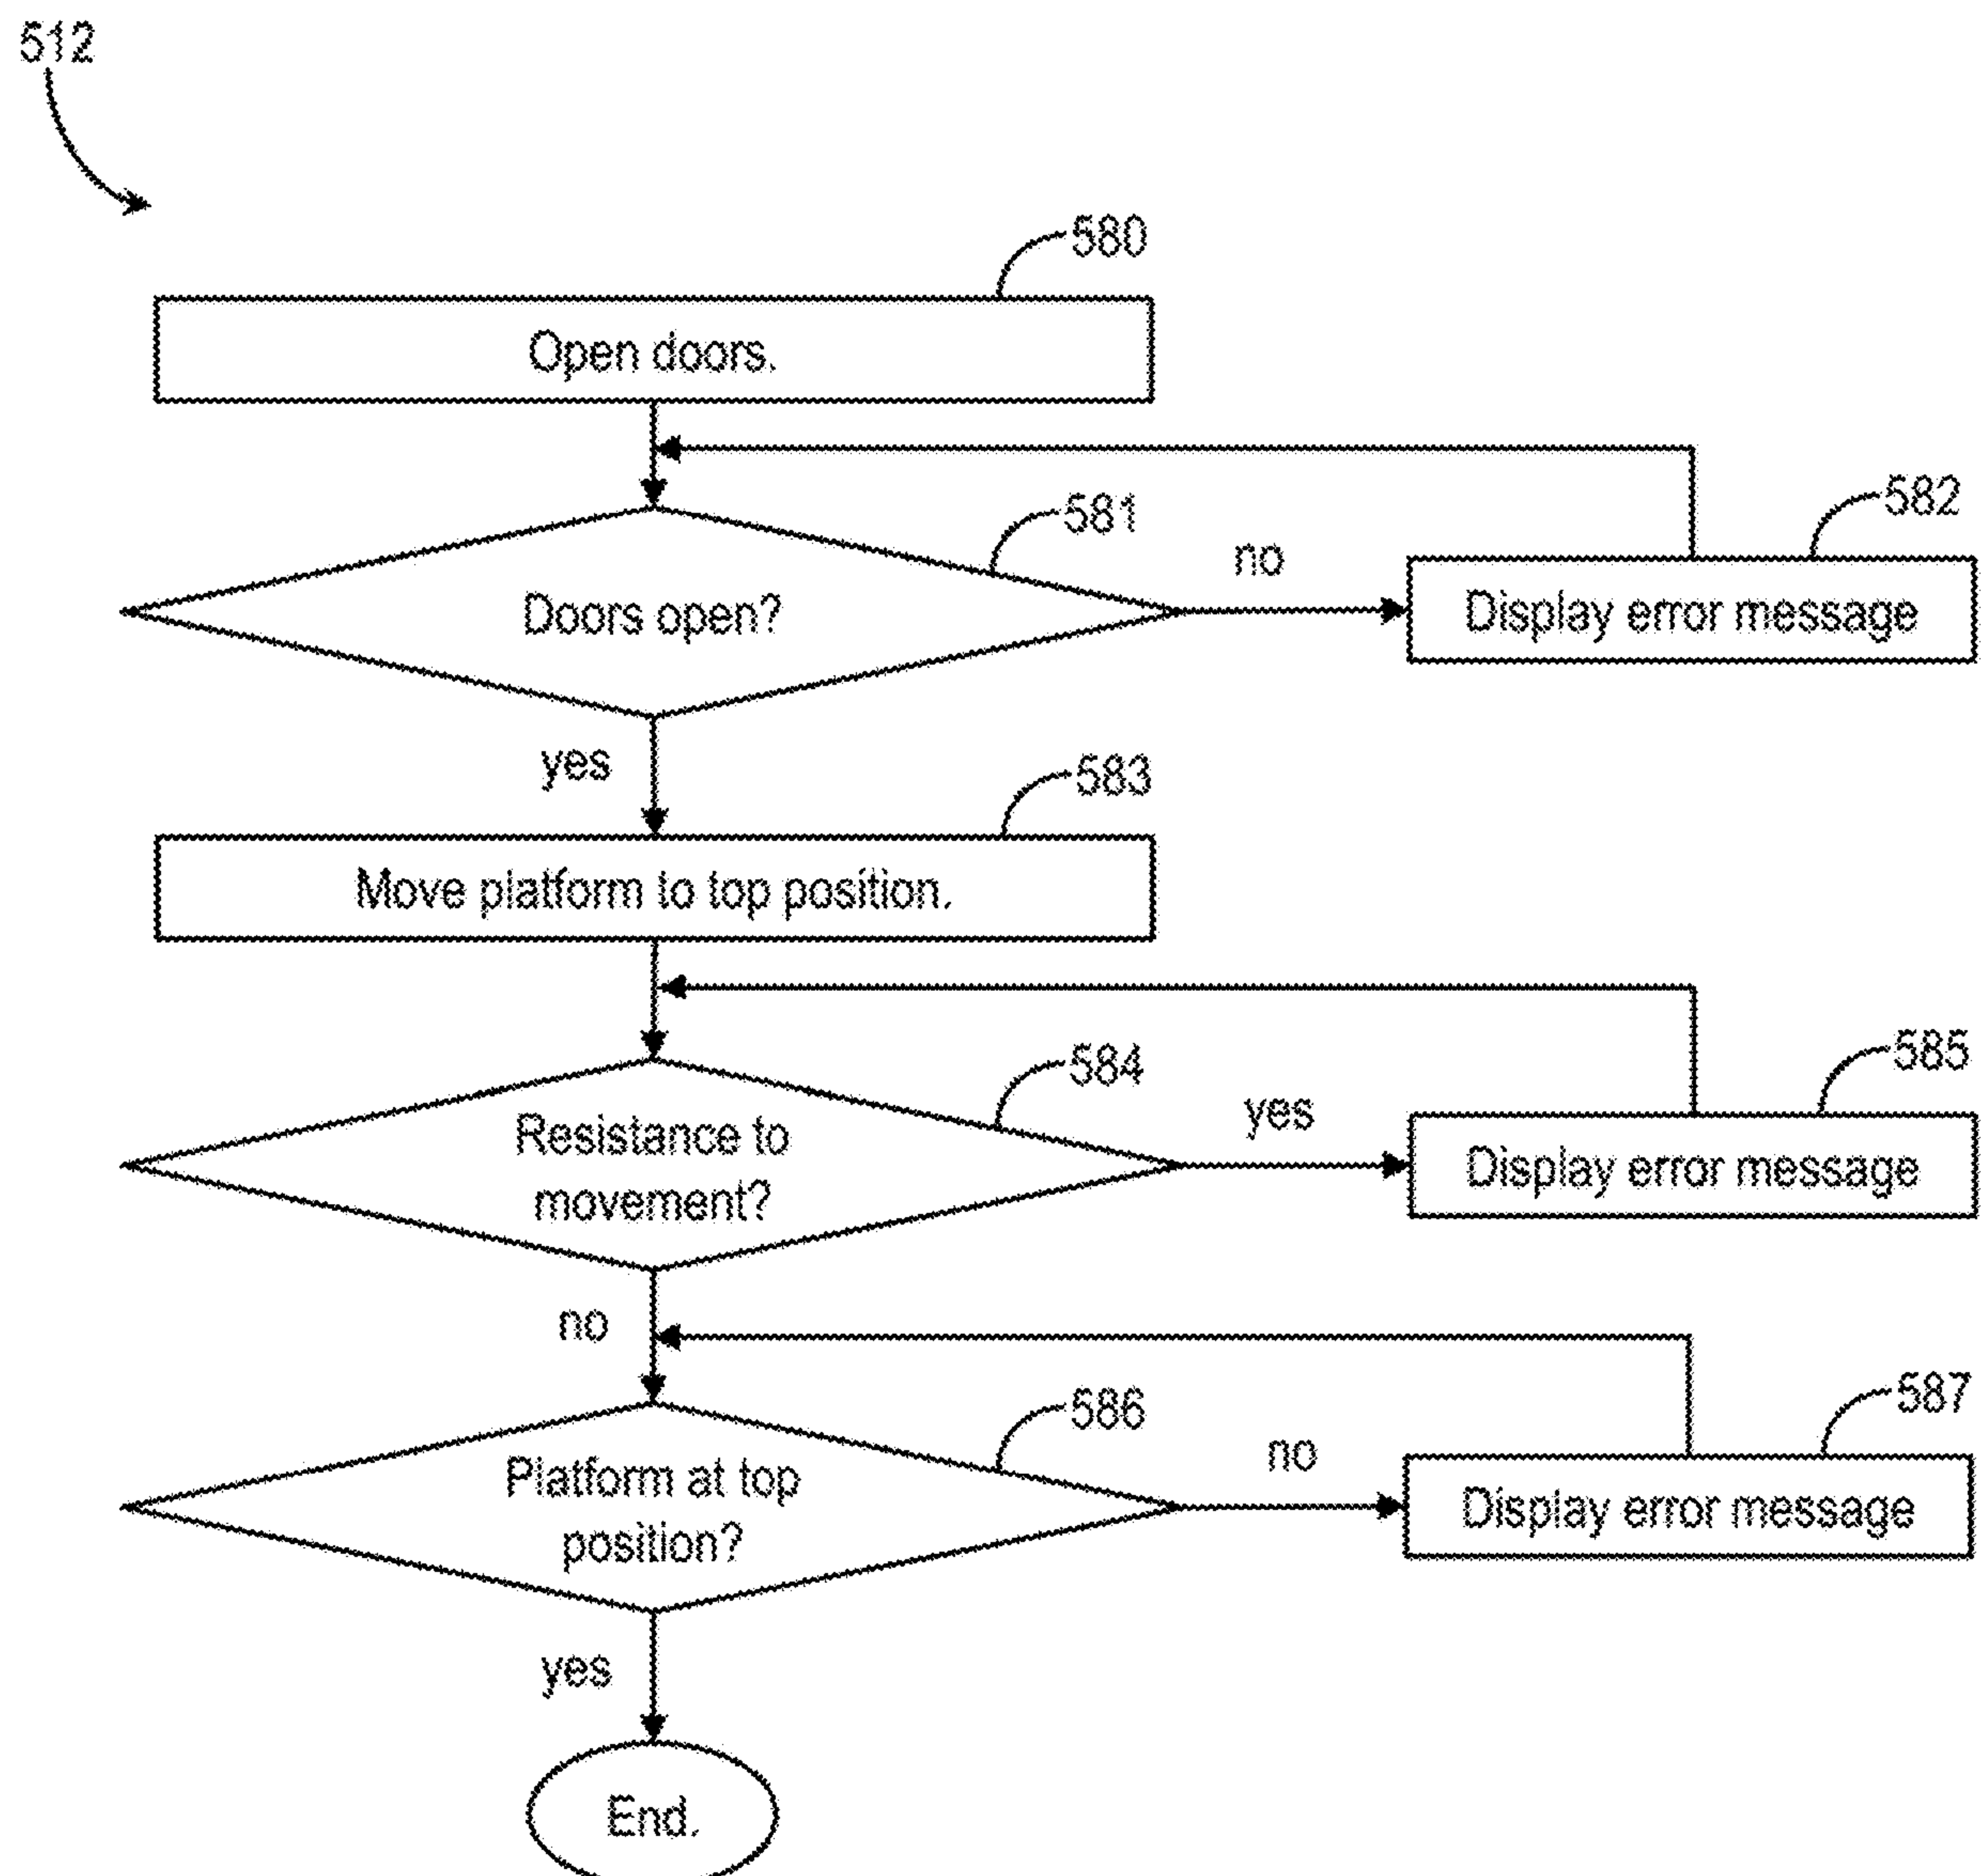 512
580
Open doors.
581
582
no
Doors open?
Display error message
yes
583
Move platform to top position.
584
585
yes
Resistance to
movement?
Display error message
no
586
587
no
Platform at top
position?
Display error message
yes
End.